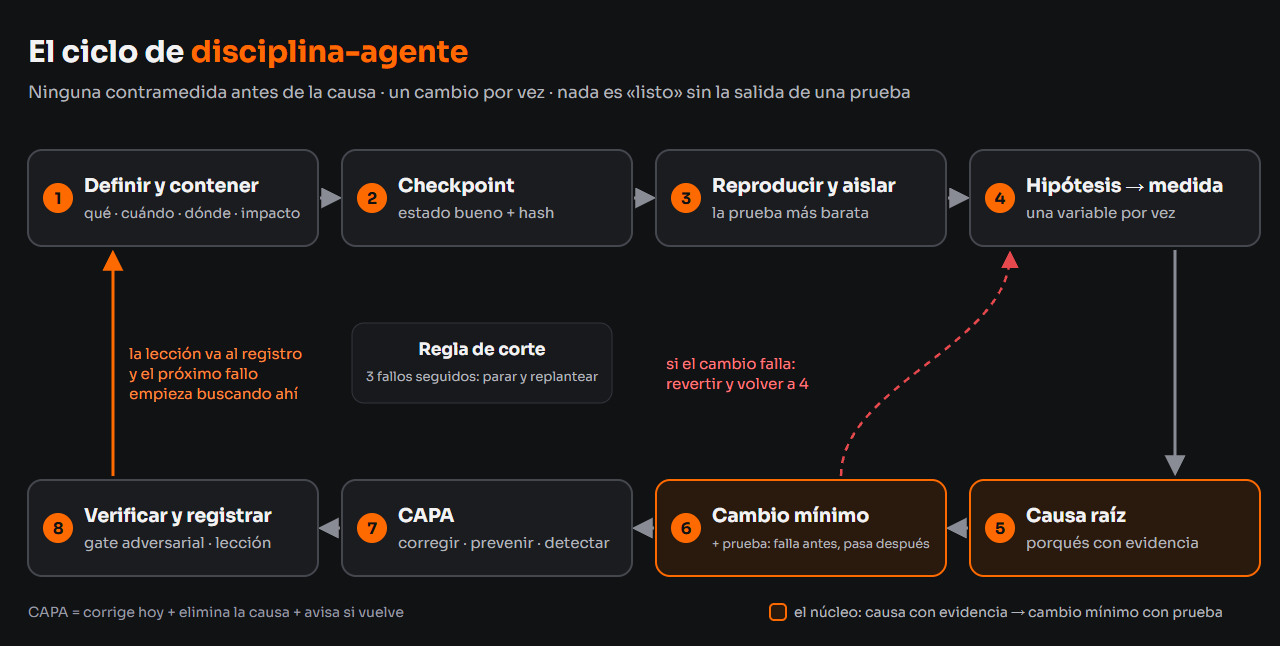 El ciclo de disciplina-agente
Ninguna contramedida antes de la causa · un cambio por vez · nada es «listo» sin la salida de una prueba
1
Definir y contener
qué · cuándo · dónde · impacto
2
Checkpoint
estado bueno + hash
3
Reproducir y aislar
la prueba más barata
4
Hipótesis → medida
una variable por vez
la lección va al registro
y el próximo fallo
empieza buscando ahí
Regla de corte
3 fallos seguidos: parar y replantear
si el cambio falla:
revertir y volver a 4
8
Verificar y registrar
gate adversarial · lección
7
CAPA
corregir · prevenir · detectar
6
Cambio mínimo
+ prueba: falla antes, pasa después
5
Causa raíz
porqués con evidencia
CAPA = corrige hoy + elimina la causa + avisa si vuelve
el núcleo: causa con evidencia → cambio mínimo con prueba